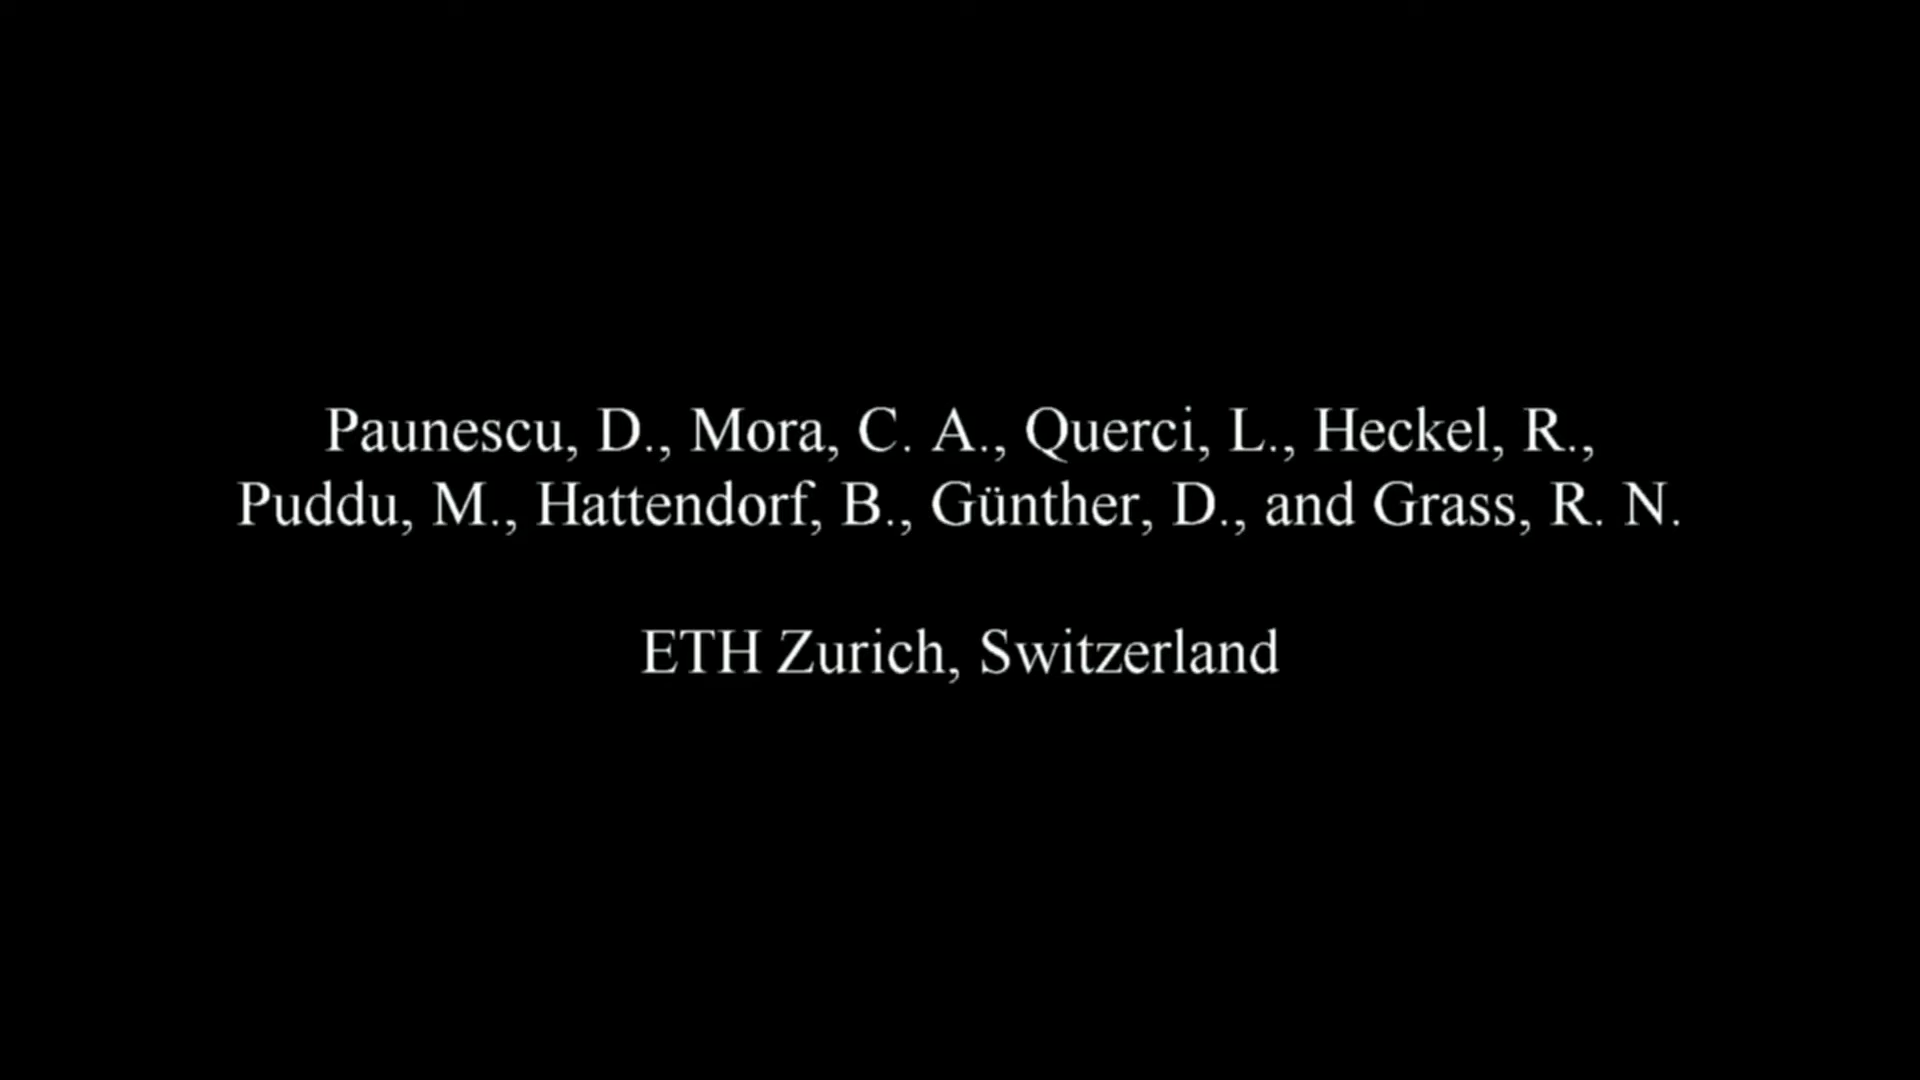 Paunescu, D., Mora, C. A., Querci, L., Heckel, R.,
Puddu, M., Hattendorf, B., Günther, D., and Grass, R. N.
ETH Zurich, Switzerland